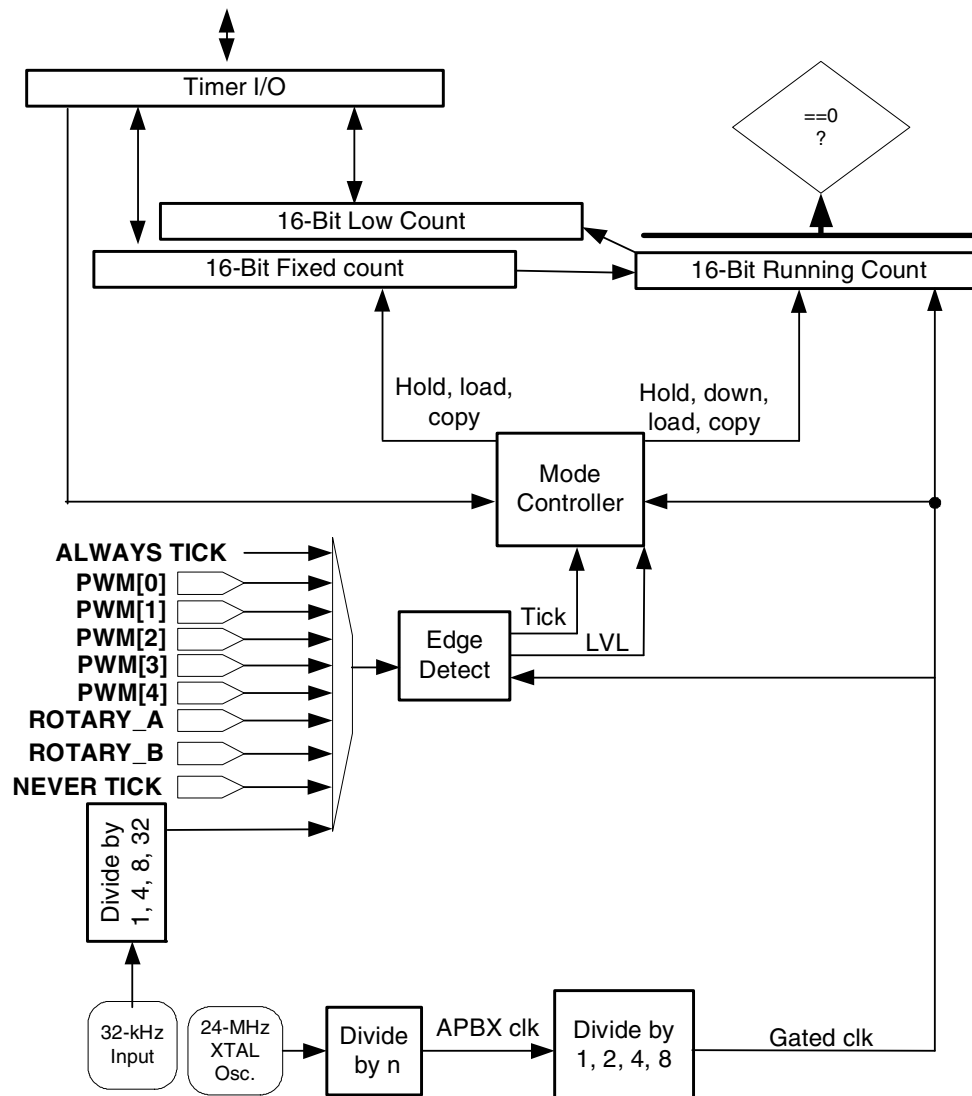 Timer I/O
==0
?
16-Bit Low Count
16-Bit Fixed count
16-Bit Running Count
Hold, load,
copy
Hold, down,
load, copy
Mode
Controller
ALWAYS TICK
PWM[0]
PWM[1]
PWM[2]
PWM[3]
PWM[4]
ROTARY_A
ROTARY_B
NEVER TICK
Edge
Detect
Tick
LVL
Divide by
1, 4, 8, 32
32-kHz
Input
24-MHz
XTAL
Osc.
Divide
by n
APBX clk
Divide by
1, 2, 4, 8
Gated clk